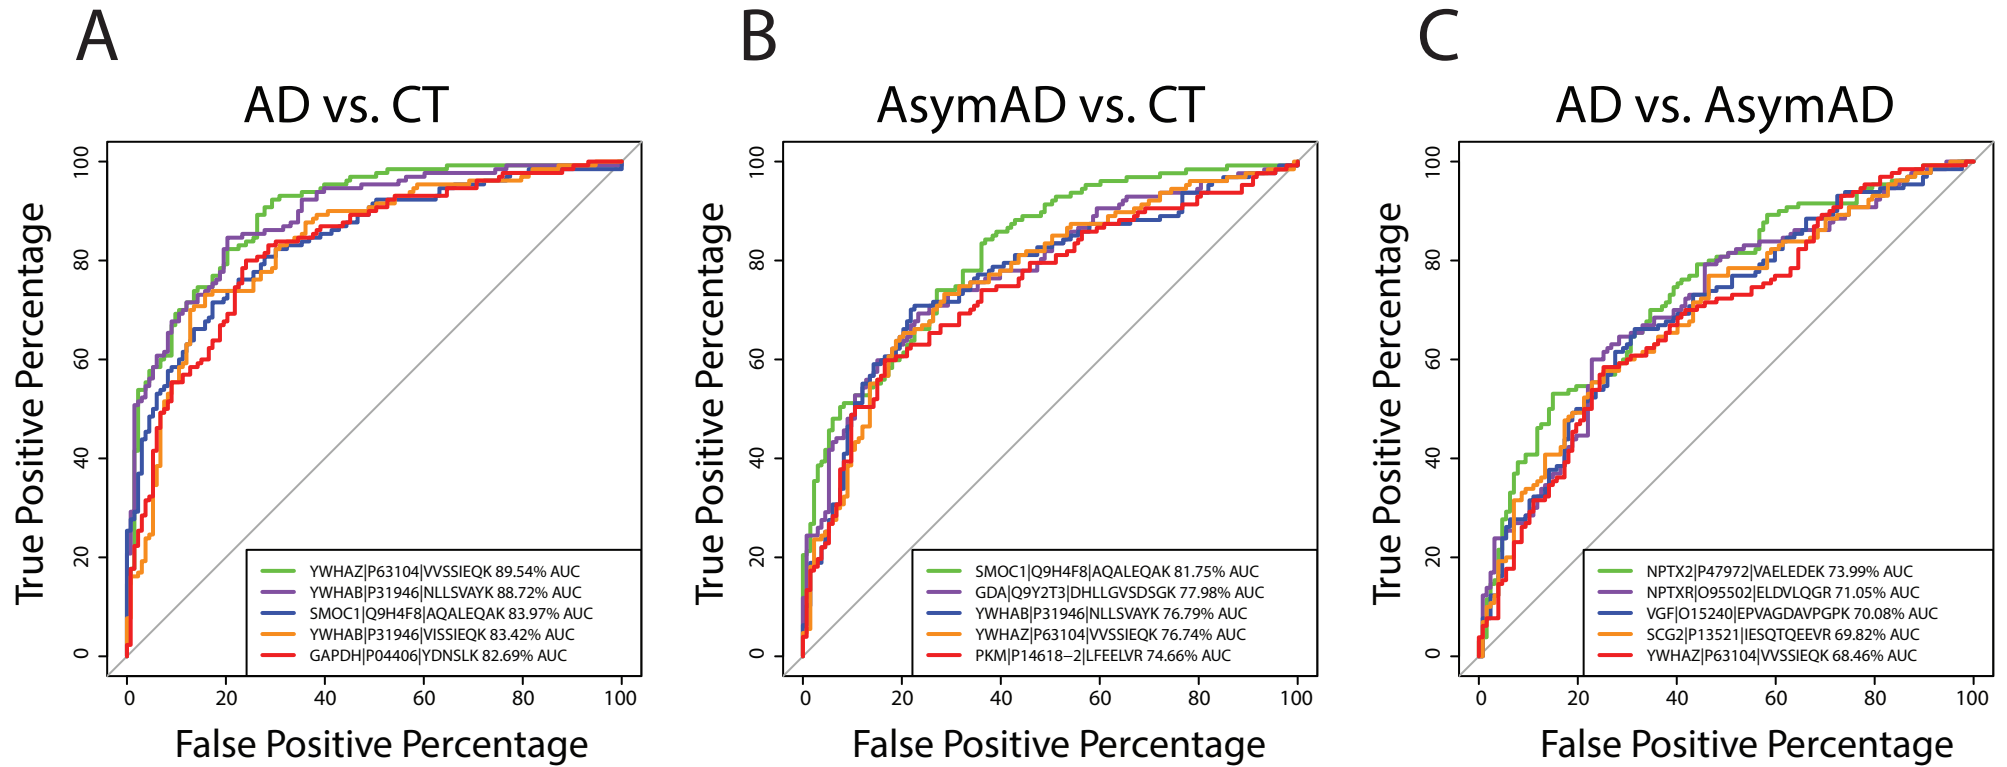 A
AD vs. CT
True Positive Percentage
100
80
60
40
20
0
YWHAZ|P63104|VVSSIEQK 89.54% AUC
YWHAB|P31946|NLLSVAYK 88.72% AUC
SMOC1|Q9H4F8|AQALEQAK 83.97% AUC
YWHAB|P31946|VISSIEQK 83.42% AUC
GAPDH|P04406|YDNSLK 82.69% AUC
0 20 40 60 80 100
False Positive Percentage
B
AsymAD vs. CT
True Positive Percentage
100
80
60
40
20
0
SMOC1|Q9H4F8|AQALEQAK 81.75% AUC
GDA|Q9Y2T3|DHLLGVSDSGK 77.98% AUC
YWHAB|P31946|NLLSVAYK 76.79% AUC
YWHAZ|P63104|VVSSIEQK 76.74% AUC
PKM|P14618−2|LFEELVR 74.66% AUC
0 20 40 60 80 100
False Positive Percentage
C
AD vs. AsymAD
True Positive Percentage
100
80
60
40
20
0
NPTX2|P47972|VAELEDEK 73.99% AUC
NPTXR|O95502|ELDVLQGR 71.05% AUC
VGF|O15240|EPVAGDAVPGPK 70.08% AUC
SCG2|P13521|IESQTQEEVR 69.82% AUC
YWHAZ|P63104|VVSSIEQK 68.46% AUC
0 20 40 60 80 100
False Positive Percentage